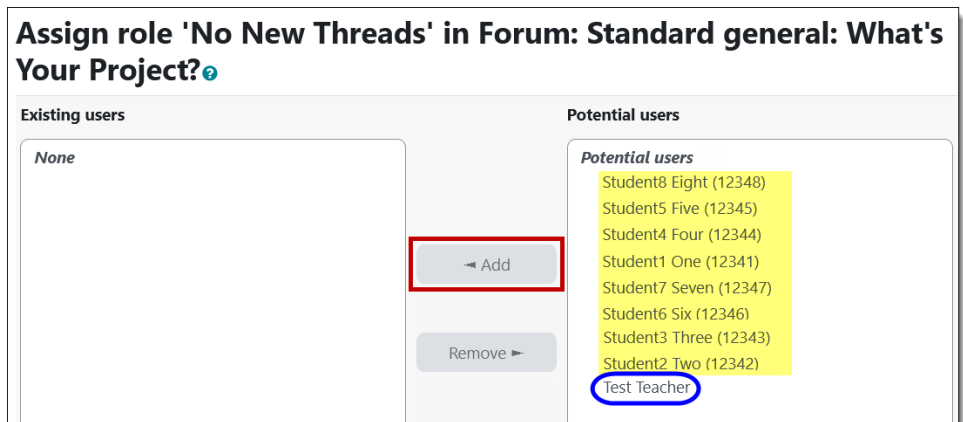 Assign role 'No New Threads' in Forum: Standard general: What's
Your Project?
Existing users
Potential users
None
Potential users
Student8 Eight (12348)
Student5 Five (12345)
Student4 Four (12344)
◄ Add
Student1 One (12341)
Student7 Seven (12347)
Student6 Six (12346)
Student3 Three (12343)
Remove ►
Student2 Two (12342)
Test Teacher